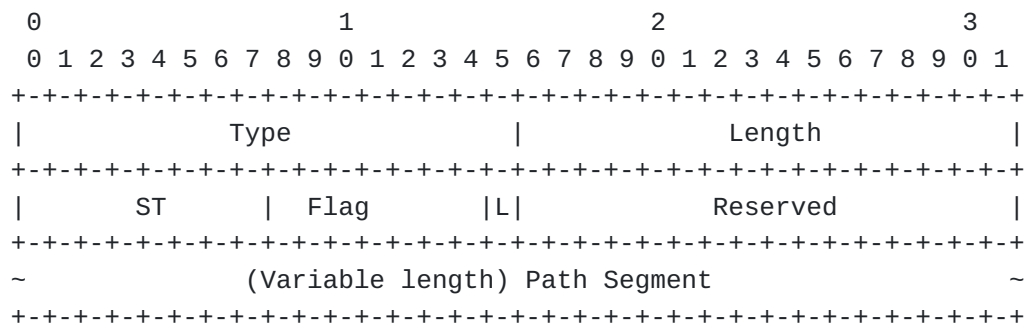 0                   1                   2                   3
 0 1 2 3 4 5 6 7 8 9 0 1 2 3 4 5 6 7 8 9 0 1 2 3 4 5 6 7 8 9 0 1
+-+-+-+-+-+-+-+-+-+-+-+-+-+-+-+-+-+-+-+-+-+-+-+-+-+-+-+-+-+-+-+-+
|             Type              |             Length            |
+-+-+-+-+-+-+-+-+-+-+-+-+-+-+-+-+-+-+-+-+-+-+-+-+-+-+-+-+-+-+-+-+
|       ST      |  Flag       |L|            Reserved           |
+-+-+-+-+-+-+-+-+-+-+-+-+-+-+-+-+-+-+-+-+-+-+-+-+-+-+-+-+-+-+-+-+
~              (Variable length) Path Segment                   ~
+-+-+-+-+-+-+-+-+-+-+-+-+-+-+-+-+-+-+-+-+-+-+-+-+-+-+-+-+-+-+-+-+